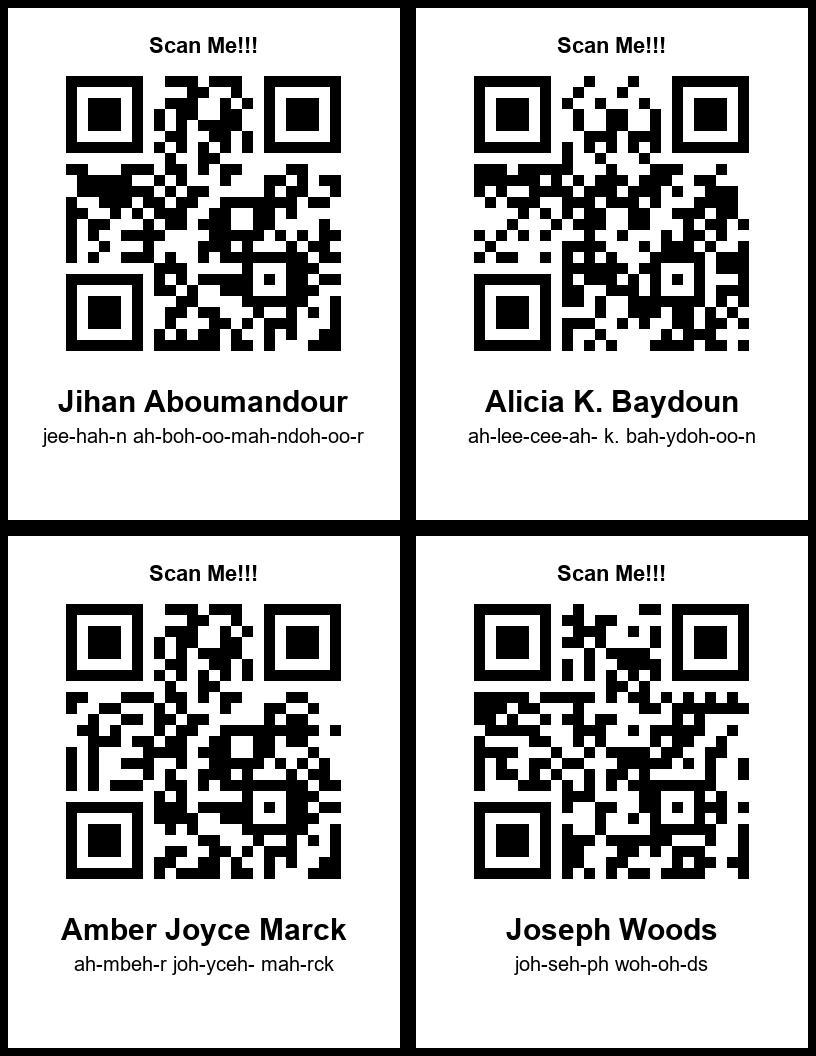 Scan Me!!!
Jihan Aboumandour
jee-hah-n ah-boh-oo-mah-ndoh-oo-r
Scan Me!!!
Alicia K. Baydoun
ah-lee-cee-ah- k. bah-ydoh-oo-n
Scan Me!!!
Amber Joyce Marck
ah-mbeh-r joh-yceh- mah-rck
Scan Me!!!
Joseph Woods
joh-seh-ph woh-oh-ds